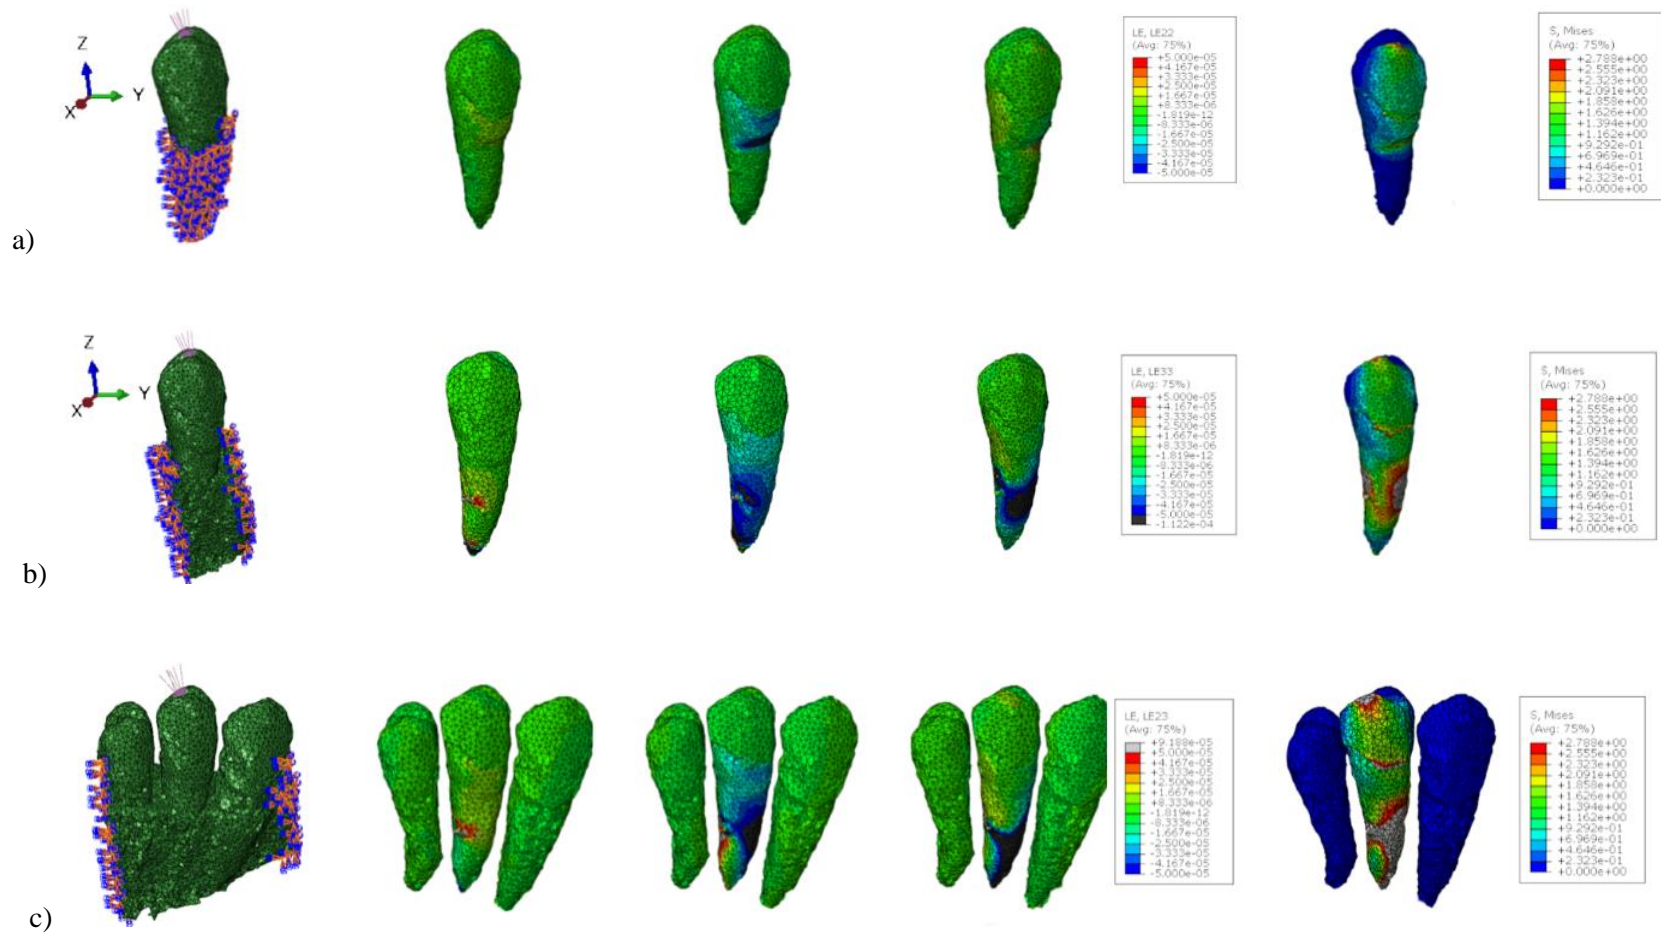 Z
Y
X
LE, LE22
(Avg: 75%)
+5.000e-05
+4.167e-05
+3.333e-05
+2.500e-05
+1.667e-05
+8.333e-06
-1.819e-12
-8.333e-06
-1.667e-05
-2.500e-05
-3.333e-05
-4.167e-05
-5.000e-05
S, Mises
(Avg: 75%)
+2.788e+00
+2.555e+00
+2.323e+00
+2.091e+00
+1.858e+00
+1.626e+00
+1.394e+00
+1.162e+00
+9.292e-01
+6.969e-01
+4.646e-01
+2.323e-01
+0.000e+00
a)
Z
Y
X
LE, LE33
(Avg: 75%)
+5.000e-05
+4.167e-05
+3.333e-05
+2.500e-05
+1.667e-05
+8.333e-06
-1.819e-12
-8.333e-06
-1.667e-05
-2.500e-05
-3.333e-05
-4.167e-05
-5.000e-05
-1.122e-04
S, Mises
(Avg: 75%)
+2.788e+00
+2.555e+00
+2.323e+00
+2.091e+00
+1.858e+00
+1.626e+00
+1.394e+00
+1.162e+00
+9.292e-01
+6.969e-01
+4.646e-01
+2.323e-01
+0.000e+00
b)
LE, LE23
(Avg: 75%)
+9.188e-05
+5.000e-05
+4.167e-05
+3.333e-05
+2.500e-05
+1.667e-05
+8.333e-06
-1.819e-12
-8.333e-06
-1.667e-05
-2.500e-05
-3.333e-05
-4.167e-05
-5.000e-05
S, Mises
(Avg: 75%)
+2.788e+00
+2.555e+00
+2.323e+00
+2.091e+00
+1.858e+00
+1.626e+00
+1.394e+00
+1.162e+00
+9.292e-01
+6.969e-01
+4.646e-01
+2.323e-01
+0.000e+00
c)